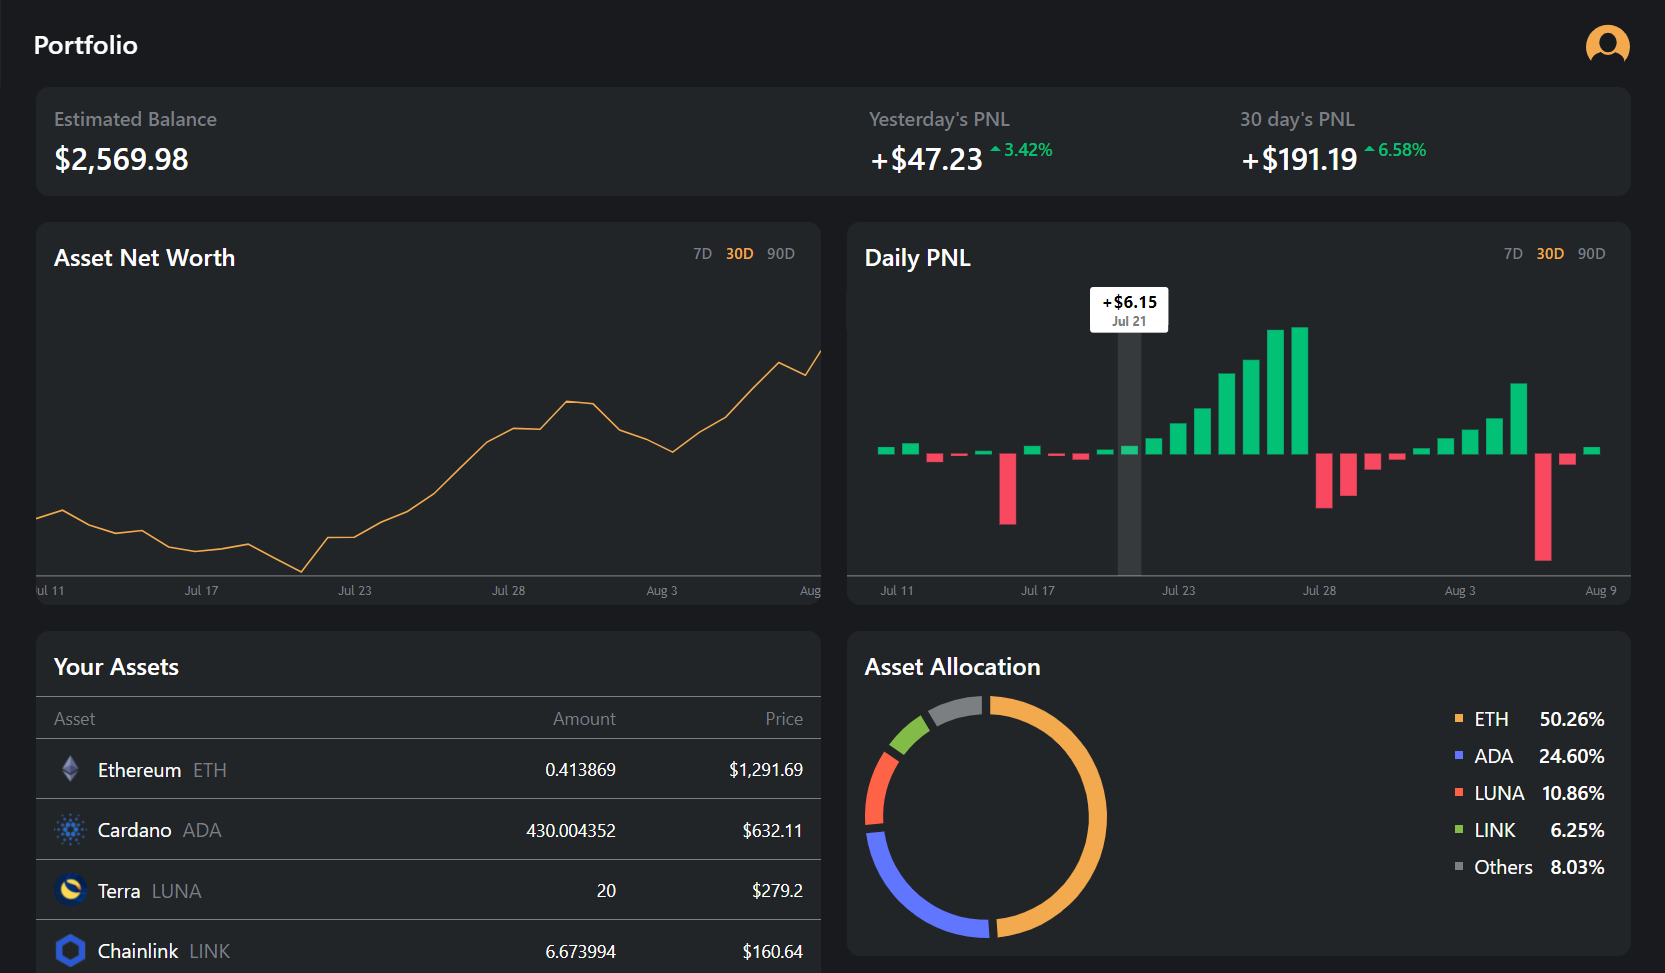 Portfolio
Estimated Balance
$2,569.98
Yesterday's PNL
+$47.23 3.42%
30 day's PNL
+$191.19 6.58%
Asset Net Worth
7D 30D 90D
ul 11 Jul 17 Jul 23 Jul 28 Aug 3 Aug
Daily PNL
7D 30D 90D
+$6.15
Jul 21
Jul 11 Jul 17 Jul 23 Jul 28 Aug 3 Aug 9
Your Assets
Asset Amount Price
Ethereum ETH 0.413869 $1,291.69
Cardano ADA 430.004352 $632.11
Terra LUNA 20 $279.2
Chainlink LINK 6.673994 $160.64
Asset Allocation
ETH 50.26%
ADA 24.60%
LUNA 10.86%
LINK 6.25%
Others 8.03%